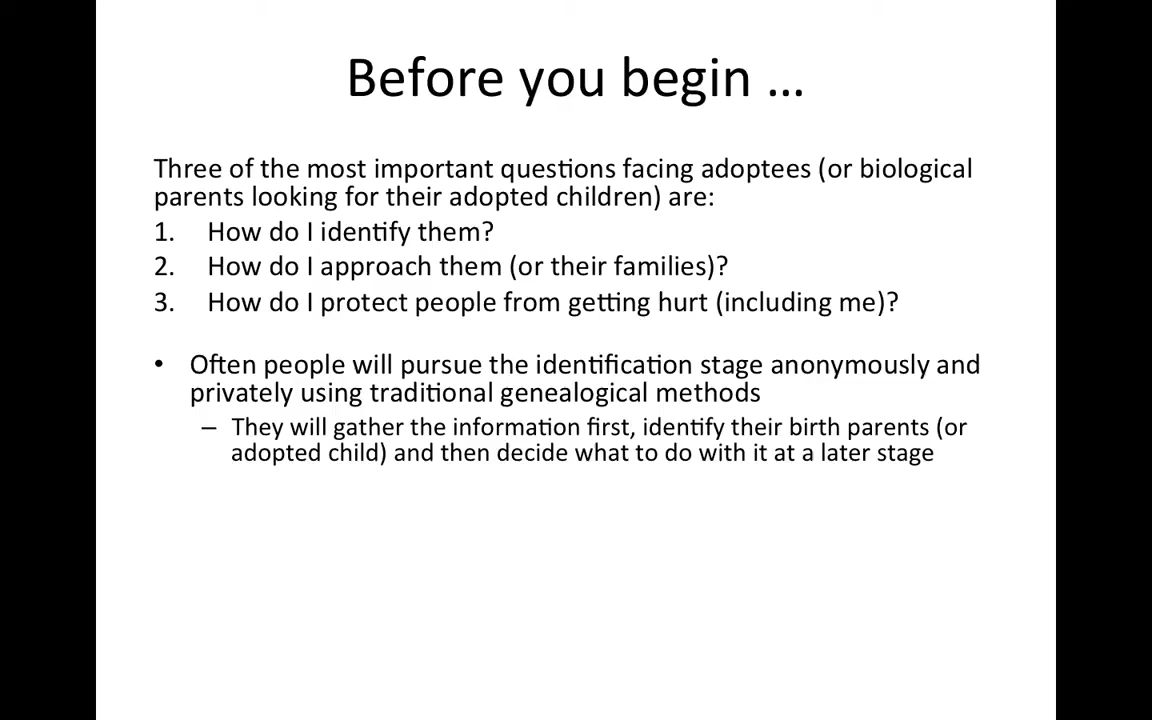 Before you begin ...
Three of the most important questions facing adoptees (or biological
parents looking for their adopted children) are:
1. How do I identify them?
2. How do I approach them (or their families)?
3. How do I protect people from getting hurt (including me)?
• Often people will pursue the identification stage anonymously and
privately using traditional genealogical methods
– They will gather the information first, identify their birth parents (or
adopted child) and then decide what to do with it at a later stage